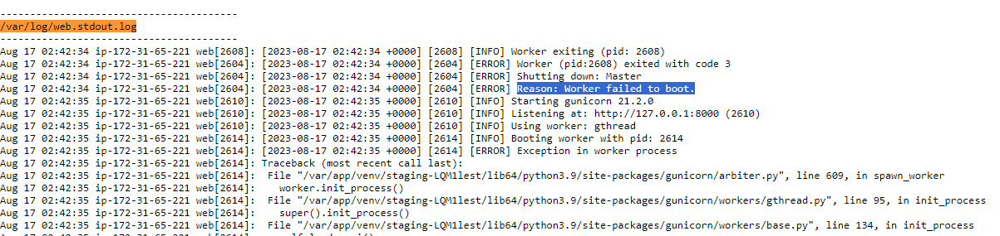 ---------------------------------------
/var/log/web.stdout.log
---------------------------------------
Aug 17 02:42:34 ip-172-31-65-221 web[2608]: [2023-08-17 02:42:34 +0000] [2608] [INFO] Worker exiting (pid: 2608)
Aug 17 02:42:34 ip-172-31-65-221 web[2604]: [2023-08-17 02:42:34 +0000] [2604] [ERROR] Worker (pid:2608) exited with code 3
Aug 17 02:42:34 ip-172-31-65-221 web[2604]: [2023-08-17 02:42:34 +0000] [2604] [ERROR] Shutting down: Master
Aug 17 02:42:34 ip-172-31-65-221 web[2604]: [2023-08-17 02:42:34 +0000] [2604] [ERROR] Reason: Worker failed to boot.
Aug 17 02:42:35 ip-172-31-65-221 web[2610]: [2023-08-17 02:42:35 +0000] [2610] [INFO] Starting gunicorn 21.2.0
Aug 17 02:42:35 ip-172-31-65-221 web[2610]: [2023-08-17 02:42:35 +0000] [2610] [INFO] Listening at: http://127.0.0.1:8000 (2610)
Aug 17 02:42:35 ip-172-31-65-221 web[2610]: [2023-08-17 02:42:35 +0000] [2610] [INFO] Using worker: gthread
Aug 17 02:42:35 ip-172-31-65-221 web[2614]: [2023-08-17 02:42:35 +0000] [2614] [INFO] Booting worker with pid: 2614
Aug 17 02:42:35 ip-172-31-65-221 web[2614]: [2023-08-17 02:42:35 +0000] [2614] [ERROR] Exception in worker process
Aug 17 02:42:35 ip-172-31-65-221 web[2614]: Traceback (most recent call last):
Aug 17 02:42:35 ip-172-31-65-221 web[2614]:  File "/var/app/venv/staging-LQM1lest/lib64/python3.9/site-packages/gunicorn/arbiter.py", line 609, in spawn_worker
Aug 17 02:42:35 ip-172-31-65-221 web[2614]:    worker.init_process()
Aug 17 02:42:35 ip-172-31-65-221 web[2614]:  File "/var/app/venv/staging-LQM1lest/lib64/python3.9/site-packages/gunicorn/workers/gthread.py", line 95, in init_process
Aug 17 02:42:35 ip-172-31-65-221 web[2614]:    super().init_process()
Aug 17 02:42:35 ip-172-31-65-221 web[2614]:  File "/var/app/venv/staging-LQM1lest/lib64/python3.9/site-packages/gunicorn/workers/base.py", line 134, in init_process